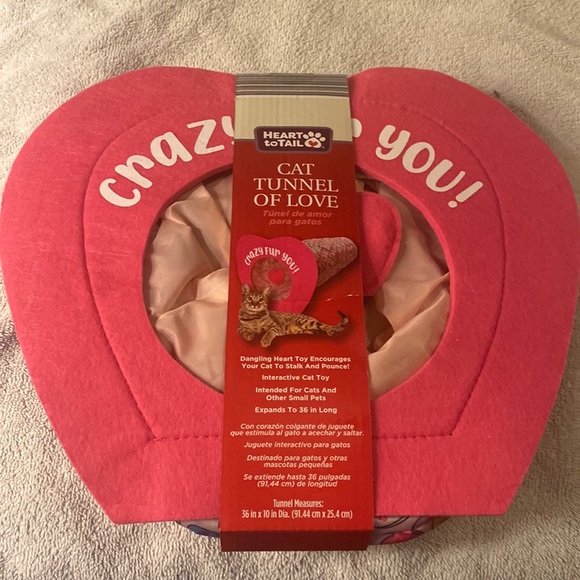 crazy fur you!
HEART
to TAIL
CAT
TUNNEL
OF LOVE
Túnel de amor
para gatos
CRAZY FUR YOU!
Dangling Heart Toy Encourages
Your Cat To Stalk And Pounce!
Interactive Cat Toy
Intended For Cats And
Other Small Pets
Expands To 36 in Long
Con corazón colgante de juguete
que estimula al gato a acechar y saltar.
Juguete interactivo para gatos
Destinado para gatos y otras
mascotas pequeñas
Se extiende hasta 36 pulgadas
(91,44 cm) de longitud
Tunnel Measures:
36 in x 10 in Dia. (91.44 cm x 25.4 cm)